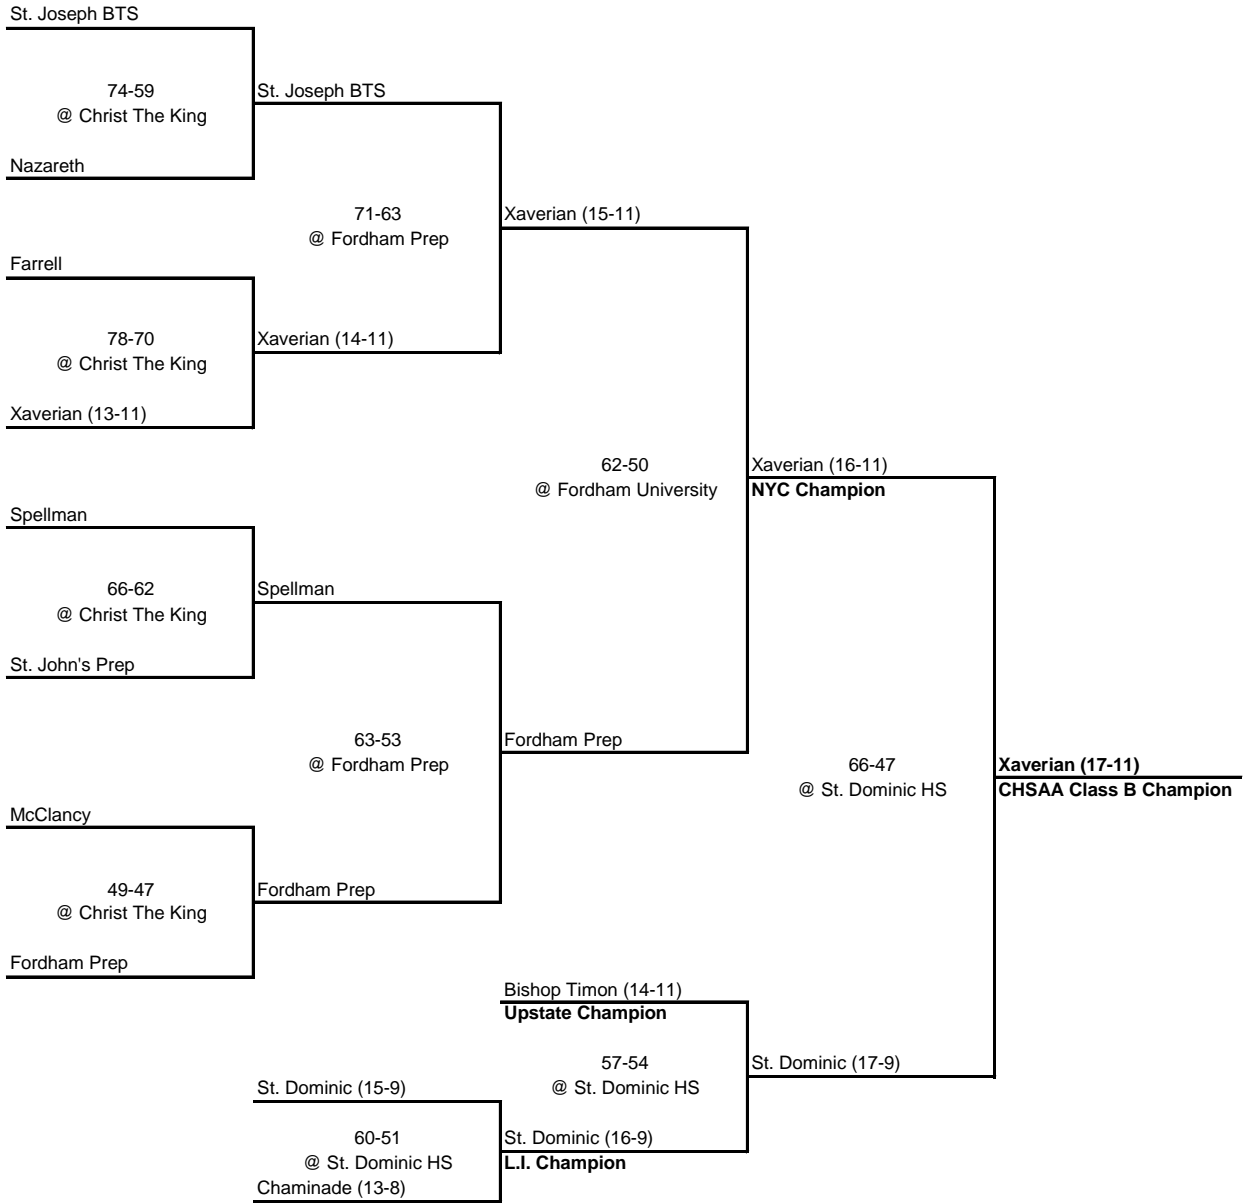 St. Joseph BTS
74-59
@ Christ The King
St. Joseph BTS
Nazareth
71-63
@ Fordham Prep
Xaverian (15-11)
Farrell
78-70
@ Christ The King
Xaverian (14-11)
Xaverian (13-11)
62-50
@ Fordham University
Xaverian (16-11)
NYC Champion
Spellman
66-62
@ Christ The King
Spellman
St. John's Prep
63-53
@ Fordham Prep
Fordham Prep
66-47
@ St. Dominic HS
Xaverian (17-11)
CHSAA Class B Champion
McClancy
49-47
@ Christ The King
Fordham Prep
Fordham Prep
Bishop Timon (14-11)
Upstate Champion
57-54
@ St. Dominic HS
St. Dominic (17-9)
St. Dominic (15-9)
60-51
@ St. Dominic HS
St. Dominic (16-9)
L.I. Champion
Chaminade (13-8)